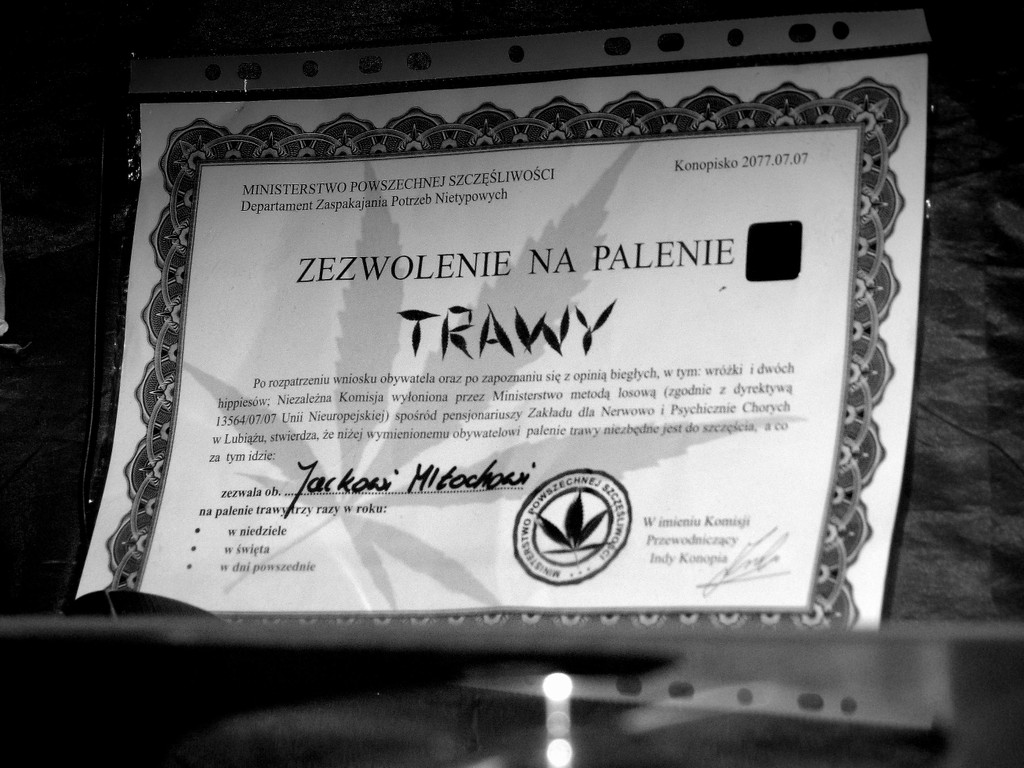 Konopisko 2077.07.07
MINISTERSTWO POWSZECHNEJ SZCZĘŚLIWOŚCI
Departament Zaspakajania Potrzeb Nietypowych
ZEZWOLENIE NA PALENIE
TRAWY
Po rozpatrzeniu wniosku obywatela oraz po zapoznaniu się z opinią biegłych, w tym: wróżki i dwóch
hippiesów; Niezależna Komisja wyłoniona przez Ministerstwo metodą losową (zgodnie z dyrektywą
13564/07/07 Unii Nieuropejskiej) spośród pensjonariuszy Zakładu dla Nerwowo i Psychicznie Chorych
w Lubiążu, stwierdza, że niżej wymienionemu obywatelowi palenie trawy niezbędne jest do szczęścia, a co
za tym idzie:
zezwala ob. Jackowi Miłochowi
na palenie trawy trzy razy w roku:
• w niedziele
• w święta
• w dni powszednie
MINISTERSTWO POWSZECHNEJ SZCZĘŚLIWOŚCI
W imieniu Komisji
Przewodniczący
Indy Konopia